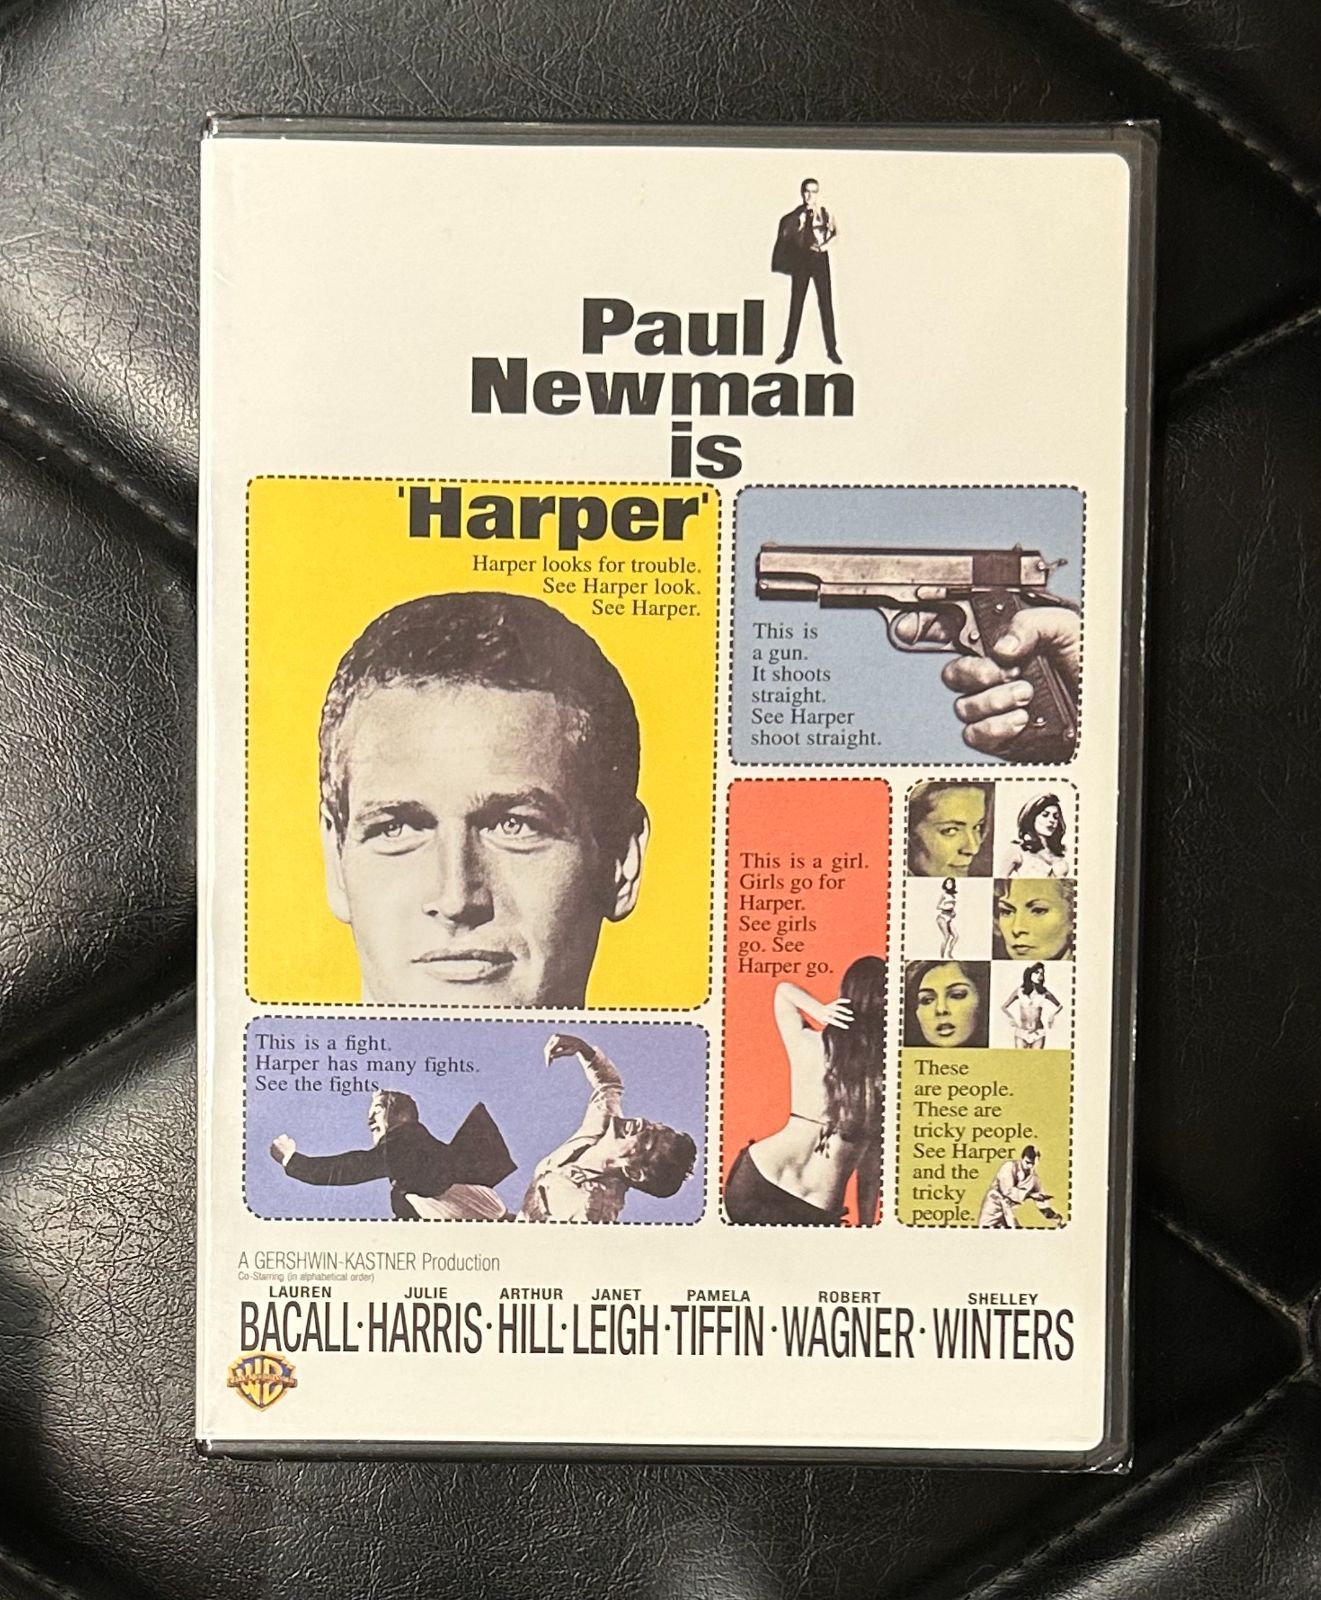 Paul
Newman
is
'Harper'
Harper looks for trouble.
See Harper look.
See Harper.
This is
a gun.
It shoots
straight.
See Harper
shoot straight.
This is a girl.
Girls go for
Harper.
See girls
go. See
Harper go.
These
are people.
These are
tricky people.
See Harper
and the
tricky
people.
This is a fight.
Harper has many fights.
See the fights.
A GERSHWIN-KASTNER Production
Co-Starring (in alphabetical order)
LAUREN BACALL · JULIE HARRIS · ARTHUR HILL · JANET LEIGH · PAMELA TIFFIN · ROBERT WAGNER · SHELLEY WINTERS
WB